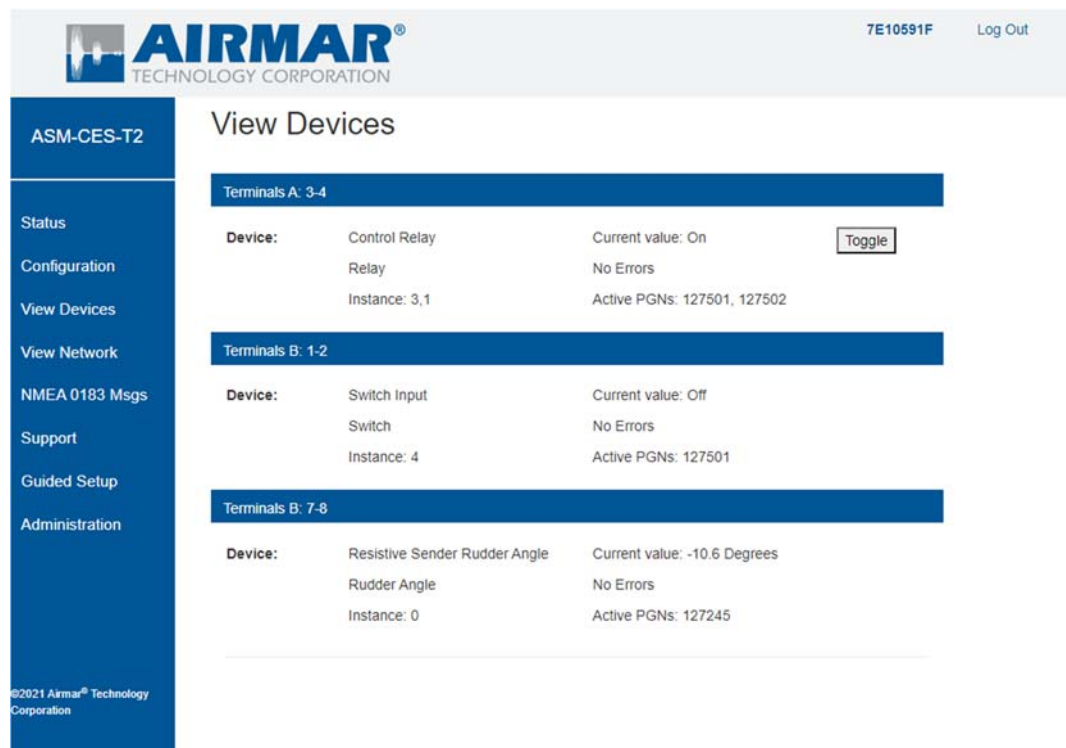 AIRMAR®
TECHNOLOGY CORPORATION
7E10591F
Log Out
ASM-CES-T2
Status
Configuration
View Devices
View Network
NMEA 0183 Msgs
Support
Guided Setup
Administration
©2021 Airmar® Technology
Corporation
View Devices
Terminals A: 3-4
Device: Control Relay Current value: On Toggle
Relay No Errors
Instance: 3,1 Active PGNs: 127501, 127502
Terminals B: 1-2
Device: Switch Input Current value: Off
Switch No Errors
Instance: 4 Active PGNs: 127501
Terminals B: 7-8
Device: Resistive Sender Rudder Angle Current value: -10.6 Degrees
Rudder Angle No Errors
Instance: 0 Active PGNs: 127245